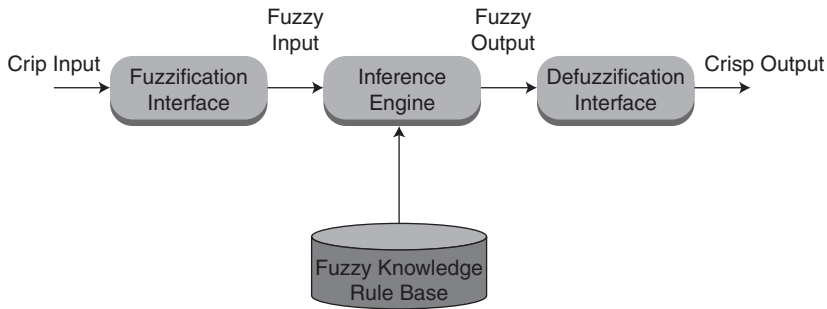 Crip Input
Fuzzification
Interface
Fuzzy
Input
Inference
Engine
Fuzzy
Output
Defuzzification
Interface
Crisp Output
Fuzzy Knowledge
Rule Base